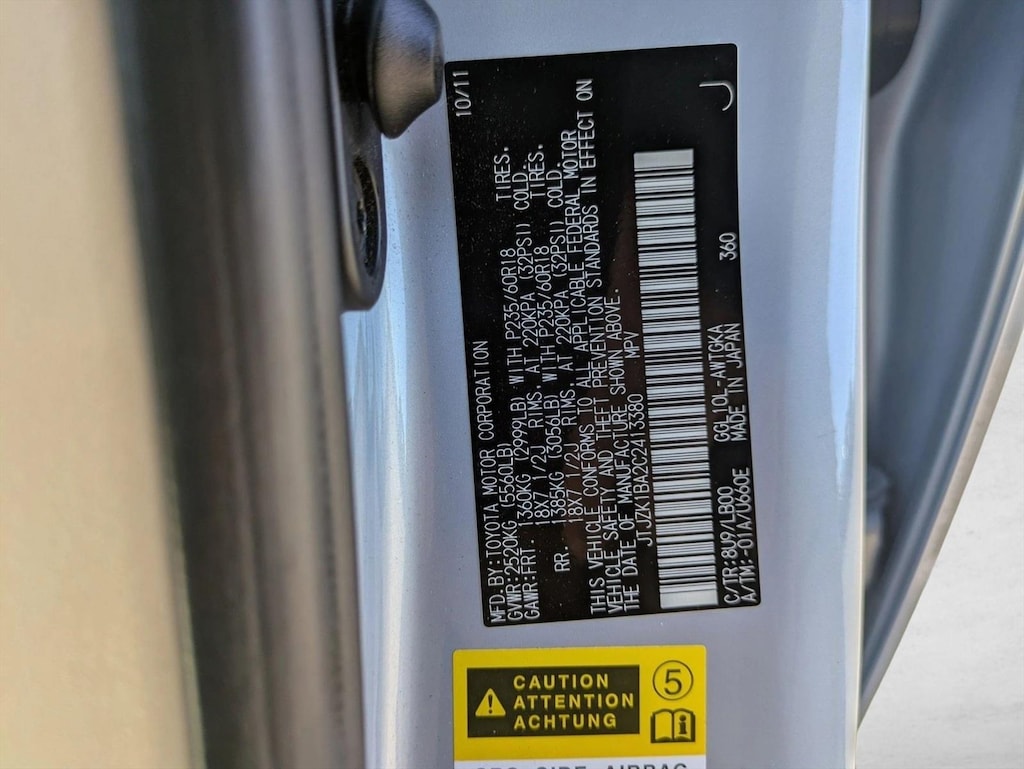 MFD.BY:TOYOTA MOTOR CORPORATION 10/11
GVWR:2520KG (5560LB)
GAWR:FRT. 1360KG (2999LB) WITH P235/60R18 TIRES.
18X7 1/2J RIMS. AT 220KPA (32PSI) COLD.
RR. 1385KG (3056LB) WITH P235/60R18 TIRES.
18X7 1/2J RIMS. AT 220KPA (32PSI) COLD.
THIS VEHICLE CONFORMS TO ALL APPLICABLE FEDERAL MOTOR
VEHICLE SAFETY AND THEFT PREVENTION STANDARDS IN EFFECT ON
THE DATE OF MANUFACTURE SHOWN ABOVE.
JTJZK1BA2C2413380 MPV
J
C/TR:8U9/LB00 GGL10L-AWTGKA 360
A/TM:-01A/U660E MADE IN JAPAN
CAUTION
ATTENTION
ACHTUNG
5
SRS SIDE AIRBAG